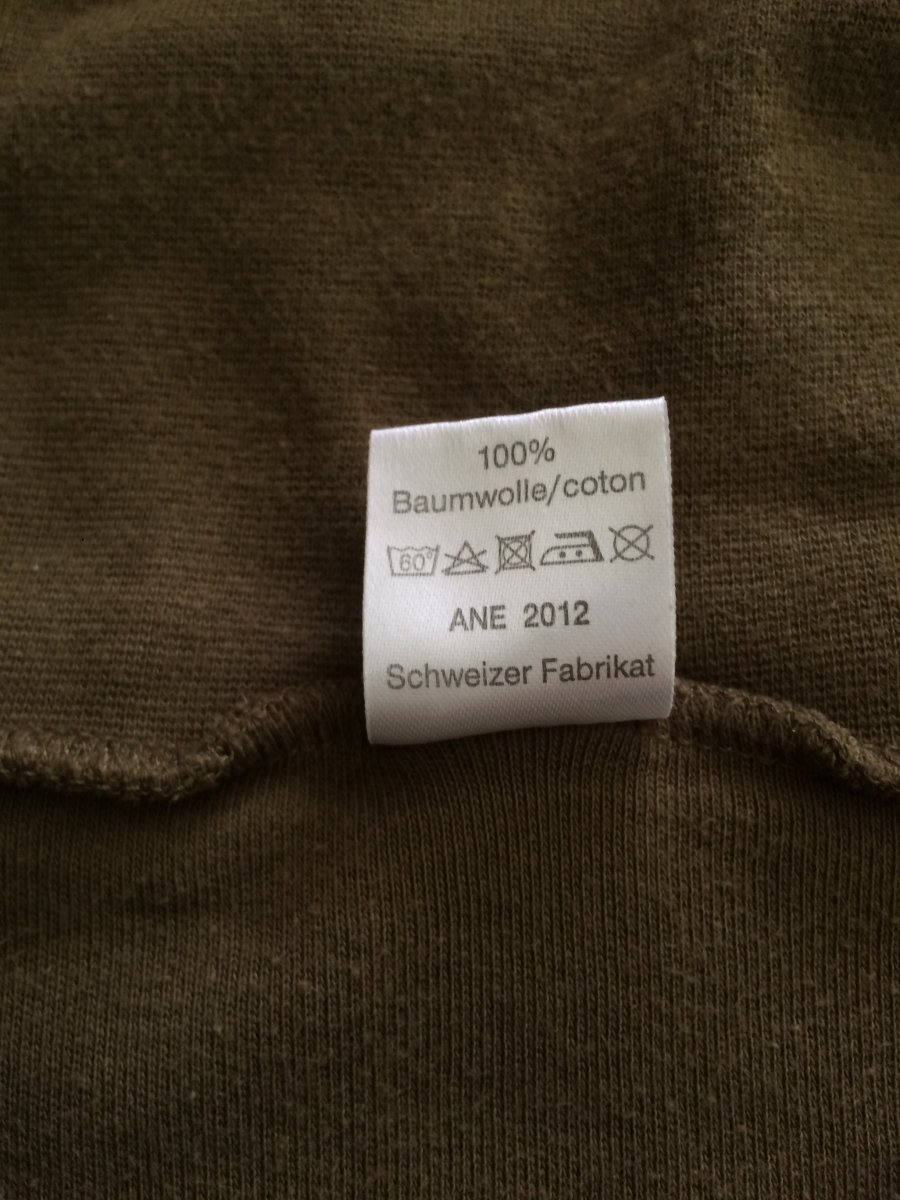 100%
Baumwolle/coton
60°
ANE 2012
Schweizer Fabrikat